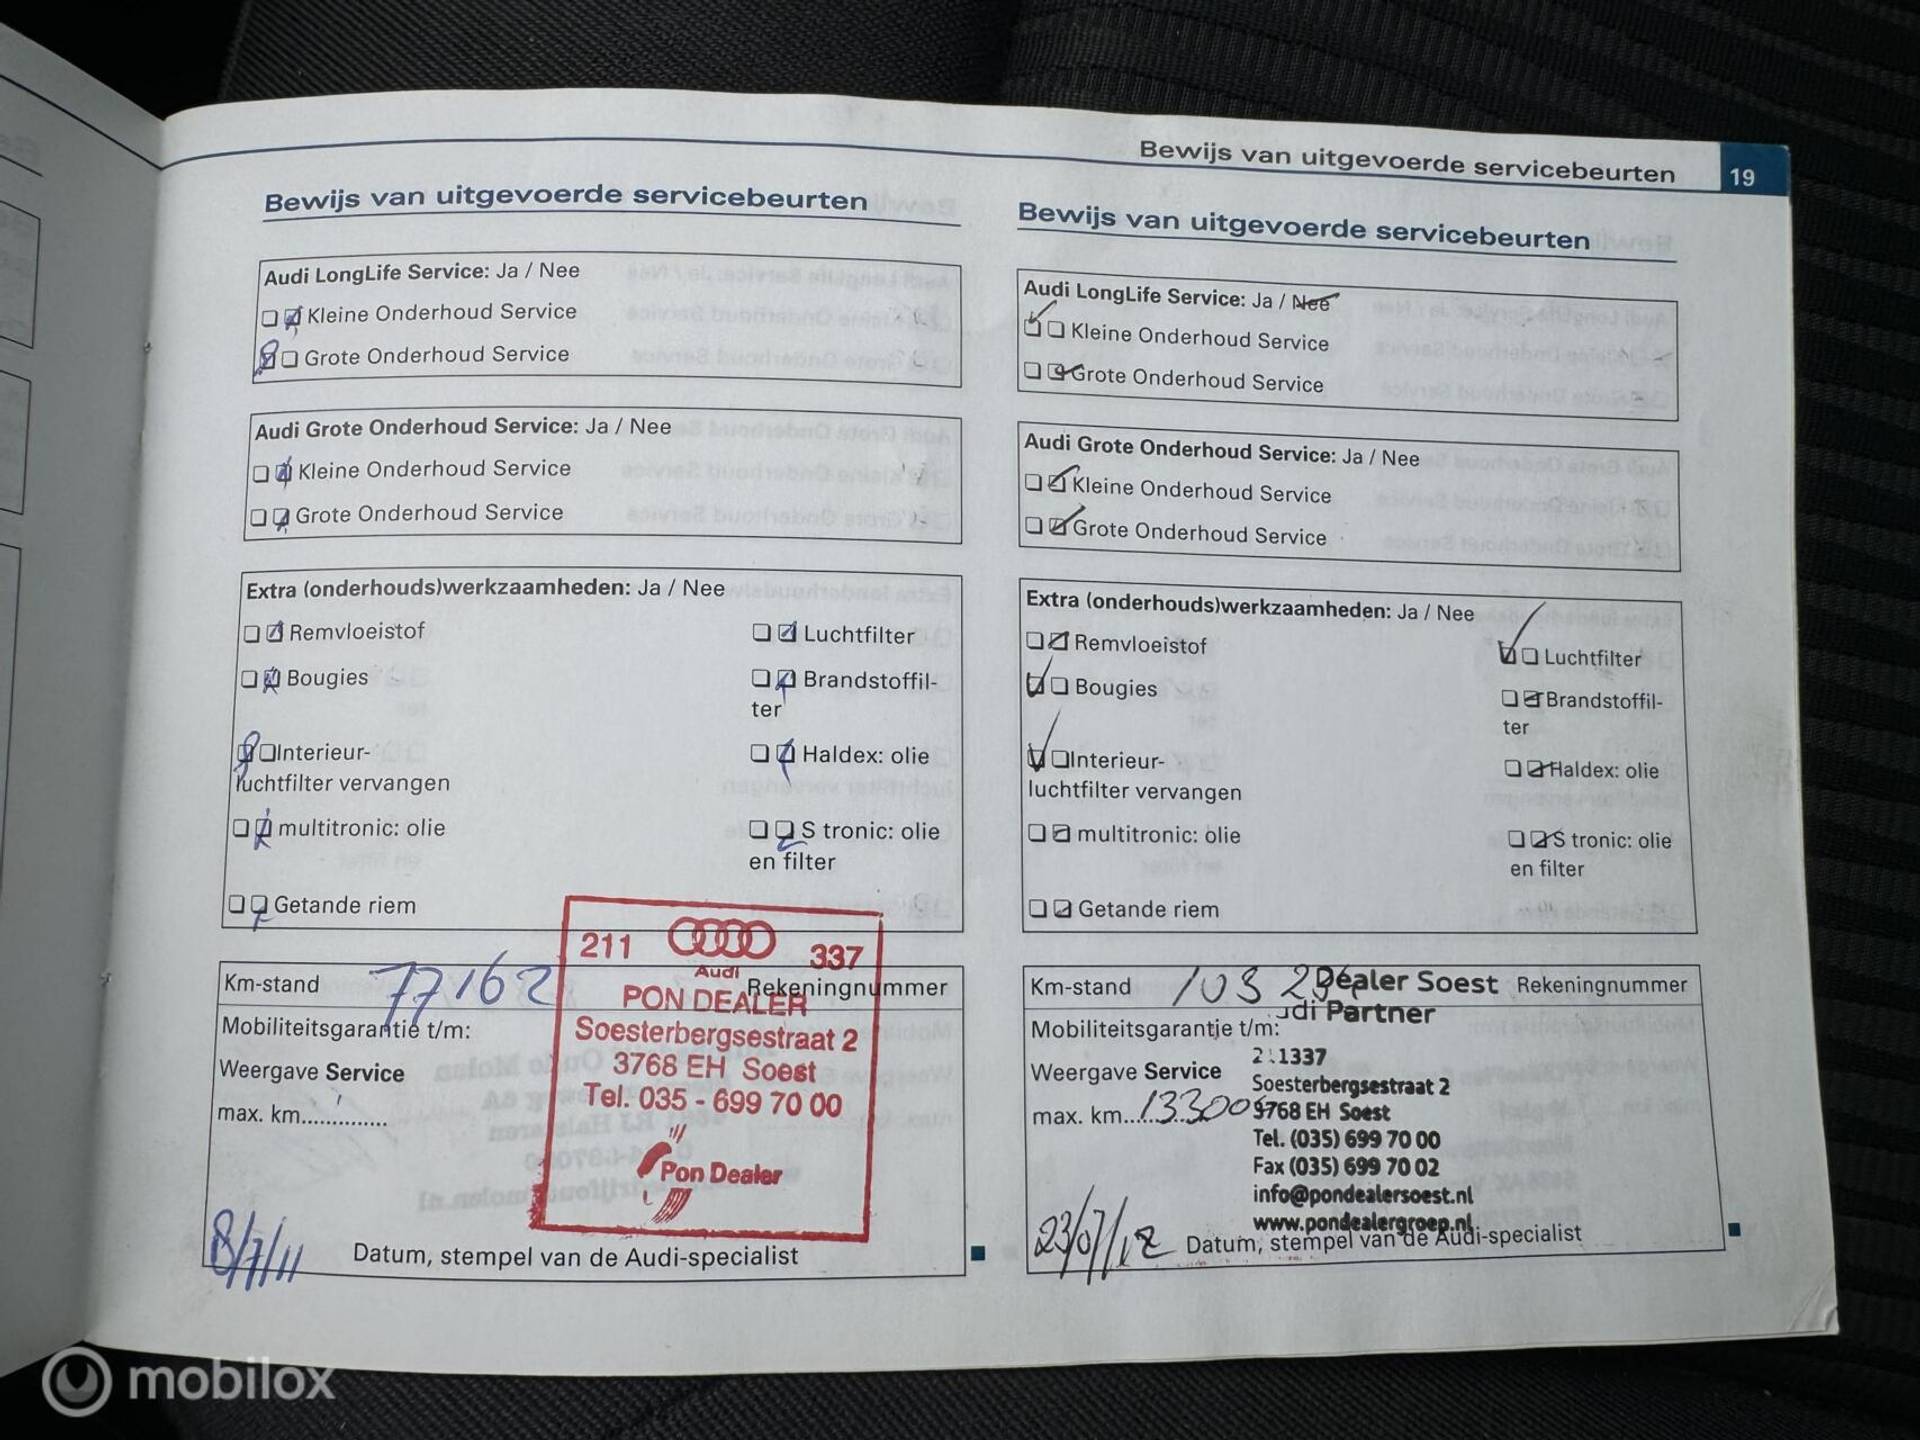 Bewijs van uitgevoerde servicebeurten 19
Bewijs van uitgevoerde servicebeurten
Audi LongLife Service: Ja / Nee
Kleine Onderhoud Service
Grote Onderhoud Service
Audi Grote Onderhoud Service: Ja / Nee
Kleine Onderhoud Service
Grote Onderhoud Service
Extra (onderhouds)werkzaamheden: Ja / Nee
Remvloeistof Luchtfilter
Bougies Brandstoffil-
ter
Interieur- Haldex: olie
luchtfilter vervangen
multitronic: olie S tronic: olie
en filter
Getande riem
211 337
Audi
Km-stand 77162 Rekeningnummer
PON DEALER
Mobiliteitsgarantie t/m:
Soesterbergsestraat 2
3768 EH Soest
Weergave Service
Tel. 035 - 699 70 00
max. km..............
Pon Dealer
8/7/11 Datum, stempel van de Audi-specialist
Bewijs van uitgevoerde servicebeurten
Audi LongLife Service: Ja / Nee
Kleine Onderhoud Service
Grote Onderhoud Service
Audi Grote Onderhoud Service: Ja / Nee
Kleine Onderhoud Service
Grote Onderhoud Service
Extra (onderhouds)werkzaamheden: Ja / Nee
Remvloeistof Luchtfilter
Bougies Brandstoffil-
ter
Interieur- Haldex: olie
luchtfilter vervangen
multitronic: olie S tronic: olie
en filter
Getande riem
Km-stand Dealer Soest Rekeningnummer
Partner
Mobiliteitsgarantie t/m:
211337
Weergave Service
Soesterbergsestraat 2
max. km.. 3768 EH Soest
Tel. (035) 699 70 00
Fax (035) 699 70 02
info@pondealersoest.nl
www.pondealergroep.nl
23/07/12 Datum, stempel van de Audi-specialist
mobilox